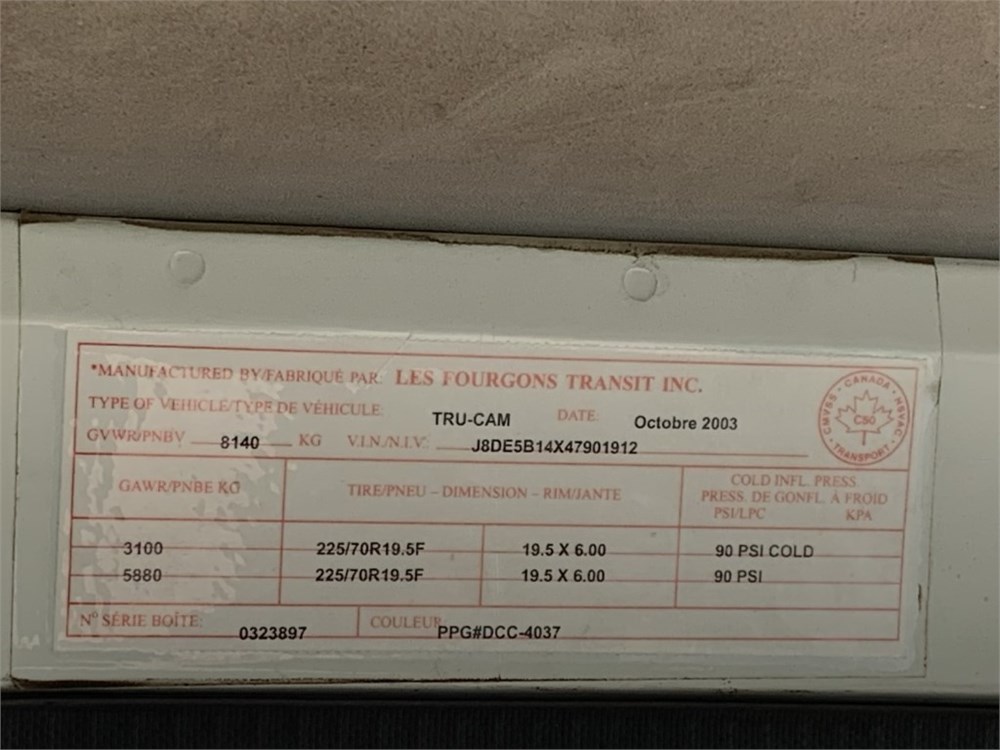 *MANUFACTURED BY/FABRIQUÉ PAR: LES FOURGONS TRANSIT INC.
TYPE OF VEHICLE/TYPE DE VÉHICULE: TRU-CAM DATE: Octobre 2003
GVWR/PNBV 8140 KG V.I.N./N.I.V.: J8DE5B14X47901912
CANADA
CMVSS • NSVAC
C50
TRANSPORT
GAWR/PNBE KG TIRE/PNEU – DIMENSION – RIM/JANTE COLD INFL. PRESS.
PRESS. DE GONFL. À FROID
PSI/LPC KPA
3100 225/70R19.5F 19.5 X 6.00 90 PSI COLD
5880 225/70R19.5F 19.5 X 6.00 90 PSI
N° SÉRIE BOÎTE: 0323897 COULEUR: PPG#DCC-4037